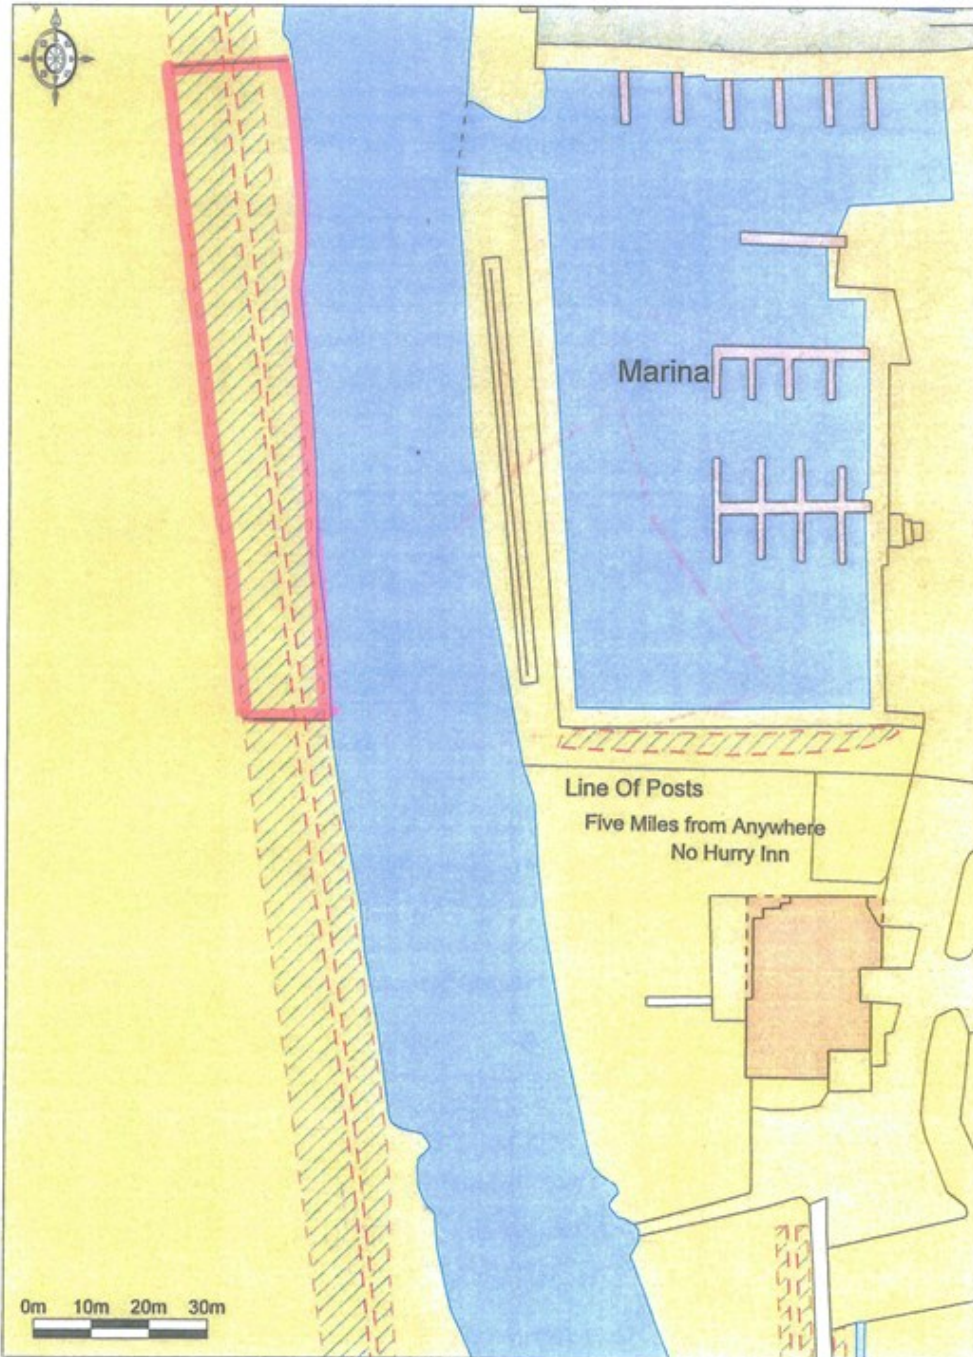 Marina
Line Of Posts
Five Miles from Anywhere
No Hurry Inn
0m 10m 20m 30m